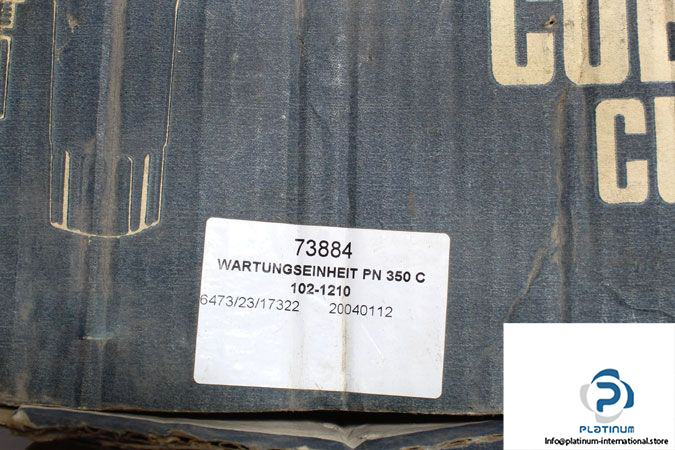 73884
WARTUNGSEINHEIT PN 350 C
102-1210
6473/23/17322 20040112
PLATINUM
Info@platinum-international.store